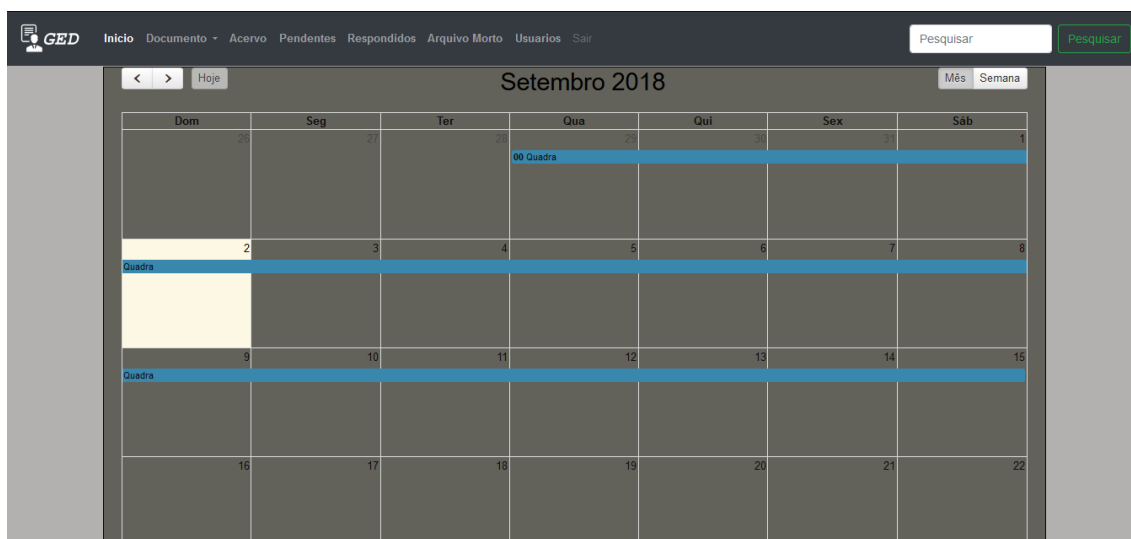 GED Inicio Documento Acervo Pendentes Respondidos Arquivo Morto Usuarios Sair Pesquisar Pesquisar
Hoje Setembro 2018 Mês Semana
Dom Seg Ter Qua Qui Sex Sáb
26 27 28 29 30 31 1
00 Quadra
2 3 4 5 6 7 8
Quadra
9 10 11 12 13 14 15
Quadra
16 17 18 19 20 21 22